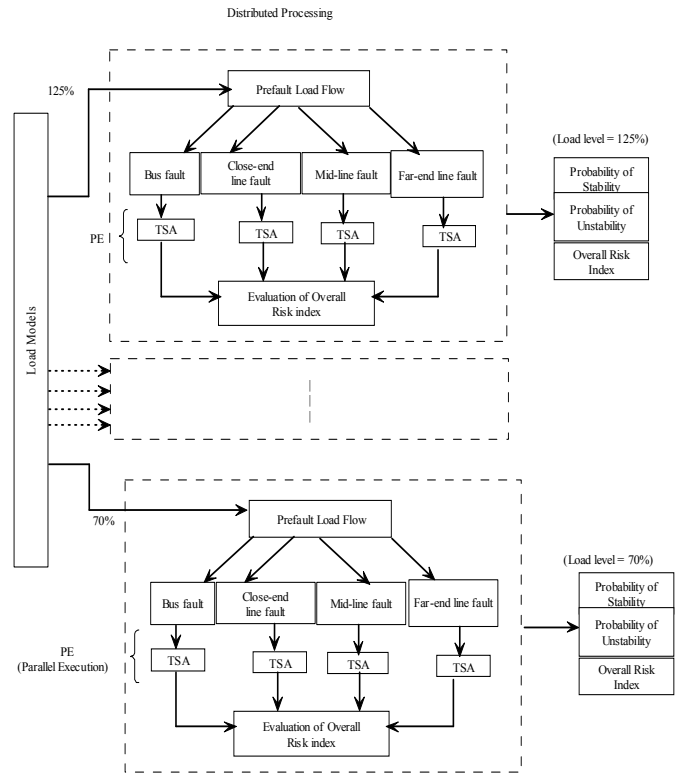 Distributed Processing
125%
Prefault Load Flow
(Load level = 125%)
Bus fault
Close-end
line fault
Mid-line fault
Far-end line fault
Probability of
Stability
Probability of
Unstability
Overall Risk
Index
PE
TSA
TSA
TSA
TSA
Evaluation of Overall
Risk index
Load Models
70%
Prefault Load Flow
(Load level = 70%)
Bus fault
Close-end
line fault
Mid-line fault
Far-end line fault
Probability of
Stability
Probability of
Unstability
Overall Risk
Index
PE
(Parallel Execution)
TSA
TSA
TSA
TSA
Evaluation of Overall
Risk index